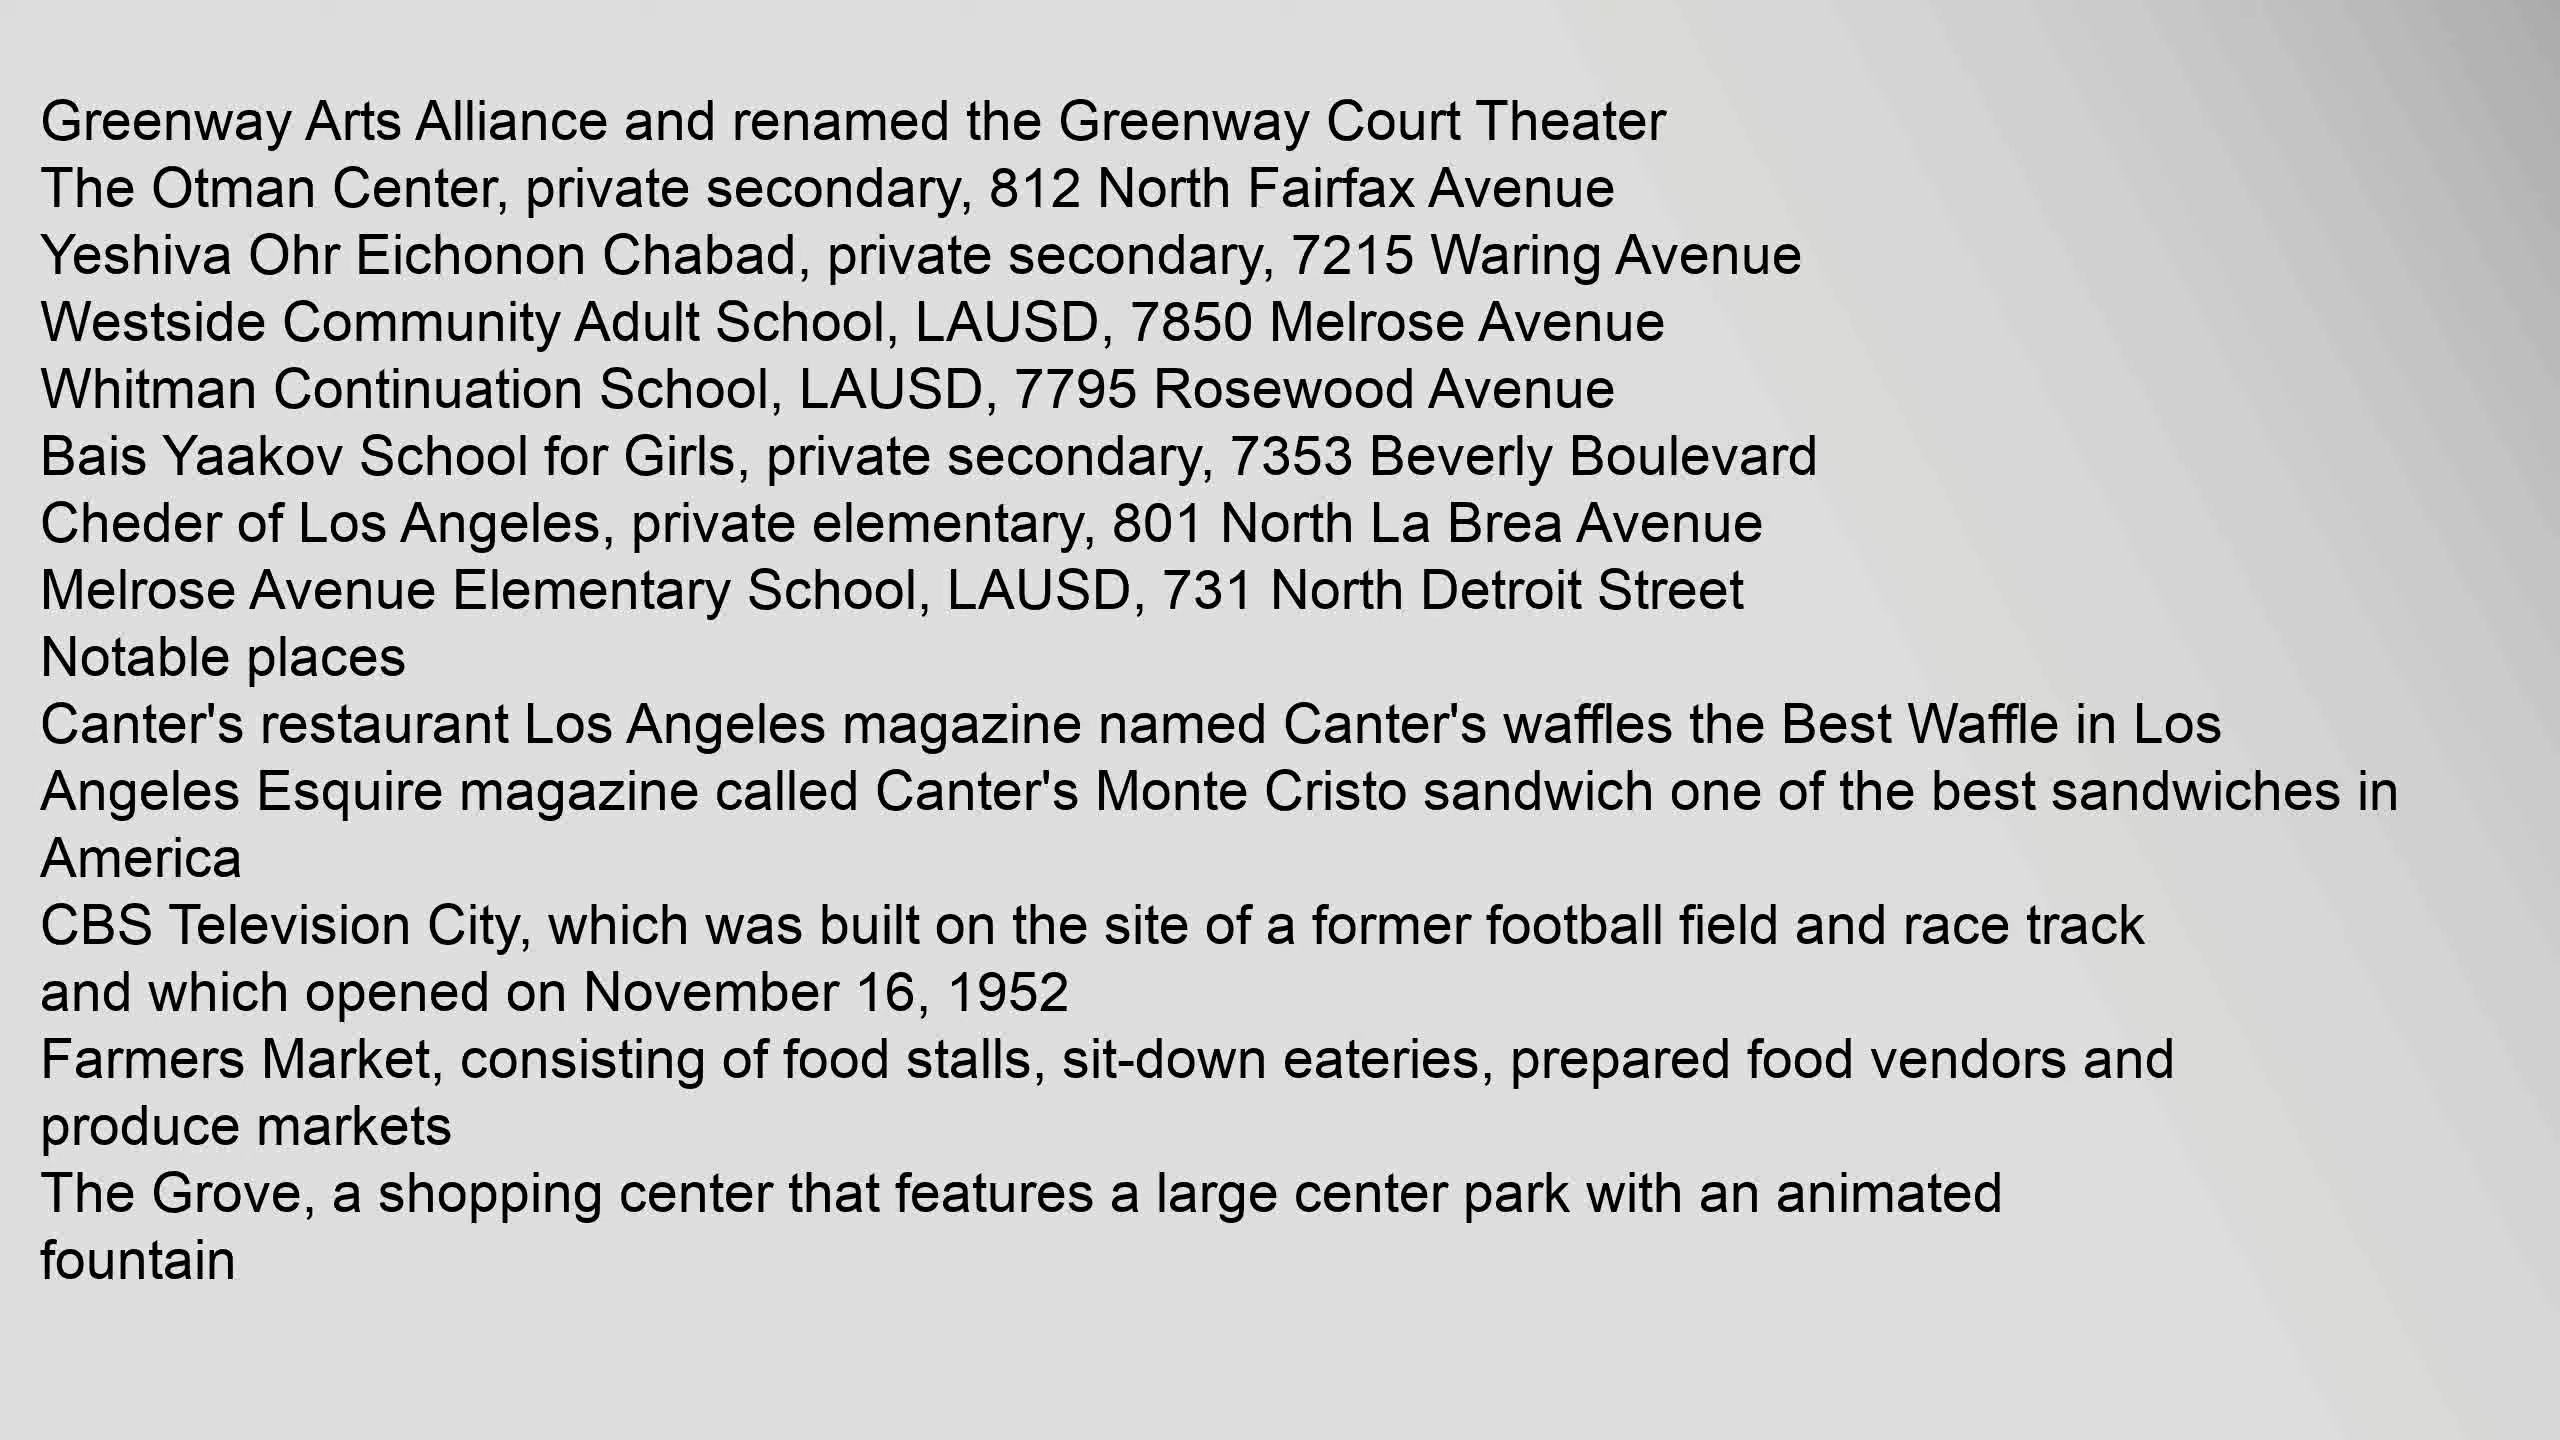 Greenway Arts Alliance and renamed the Greenway Court Theater
The Otman Center, private secondary, 812 North Fairfax Avenue
Yeshiva Ohr Eichonon Chabad, private secondary, 7215 Waring Avenue
Westside Community Adult School, LAUSD, 7850 Melrose Avenue
Whitman Continuation School, LAUSD, 7795 Rosewood Avenue
Bais Yaakov School for Girls, private secondary, 7353 Beverly Boulevard
Cheder of Los Angeles, private elementary, 801 North La Brea Avenue
Melrose Avenue Elementary School, LAUSD, 731 North Detroit Street
Notable places
Canter's restaurant Los Angeles magazine named Canter's waffles the Best Waffle in Los
Angeles Esquire magazine called Canter's Monte Cristo sandwich one of the best sandwiches in
America
CBS Television City, which was built on the site of a former football field and race track
and which opened on November 16, 1952
Farmers Market, consisting of food stalls, sit-down eateries, prepared food vendors and
produce markets
The Grove, a shopping center that features a large center park with an animated
fountain